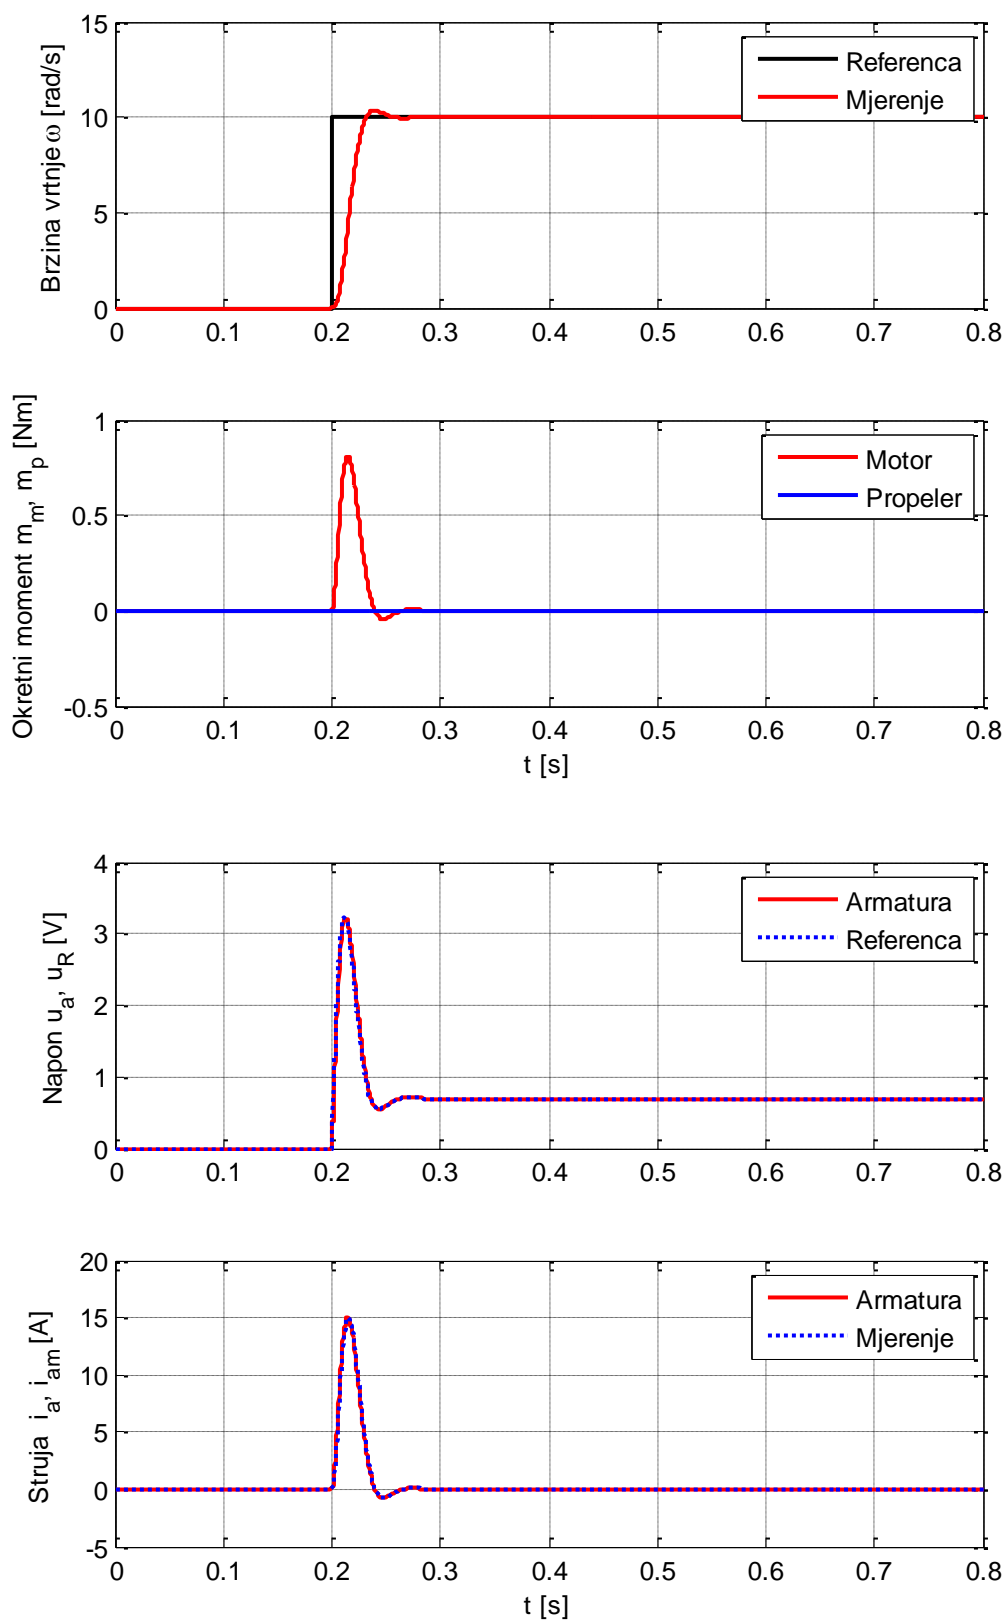 15
10
5
0
Brzina vrtnje ω [rad/s]
Referenca
Mjerenje
0 0.1 0.2 0.3 0.4 0.5 0.6 0.7 0.8
1
0.5
0
-0.5
Okretni moment m_m, m_p [Nm]
Motor
Propeler
0 0.1 0.2 0.3 0.4 0.5 0.6 0.7 0.8
t [s]
4
3
2
1
0
Napon u_a, u_R [V]
Armatura
Referenca
0 0.1 0.2 0.3 0.4 0.5 0.6 0.7 0.8
20
15
10
5
0
-5
Struja i_a, i_am [A]
Armatura
Mjerenje
0 0.1 0.2 0.3 0.4 0.5 0.6 0.7 0.8
t [s]